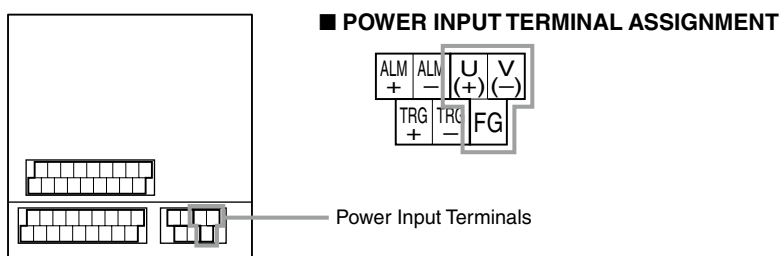 ■ POWER INPUT TERMINAL ASSIGNMENT
ALM + ALM − U (+) V (−)
TRG + TRG − FG
Power Input Terminals